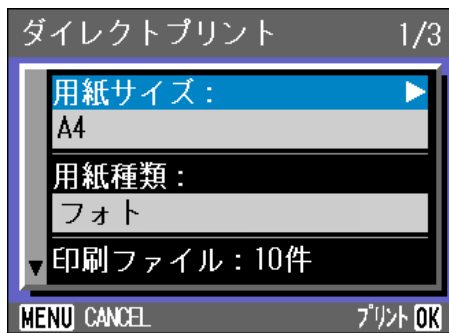 ダイレクトプリント 1/3
用紙サイズ：
A4
用紙種類：
フォト
印刷ファイル：10件
MENU CANCEL プリント OK